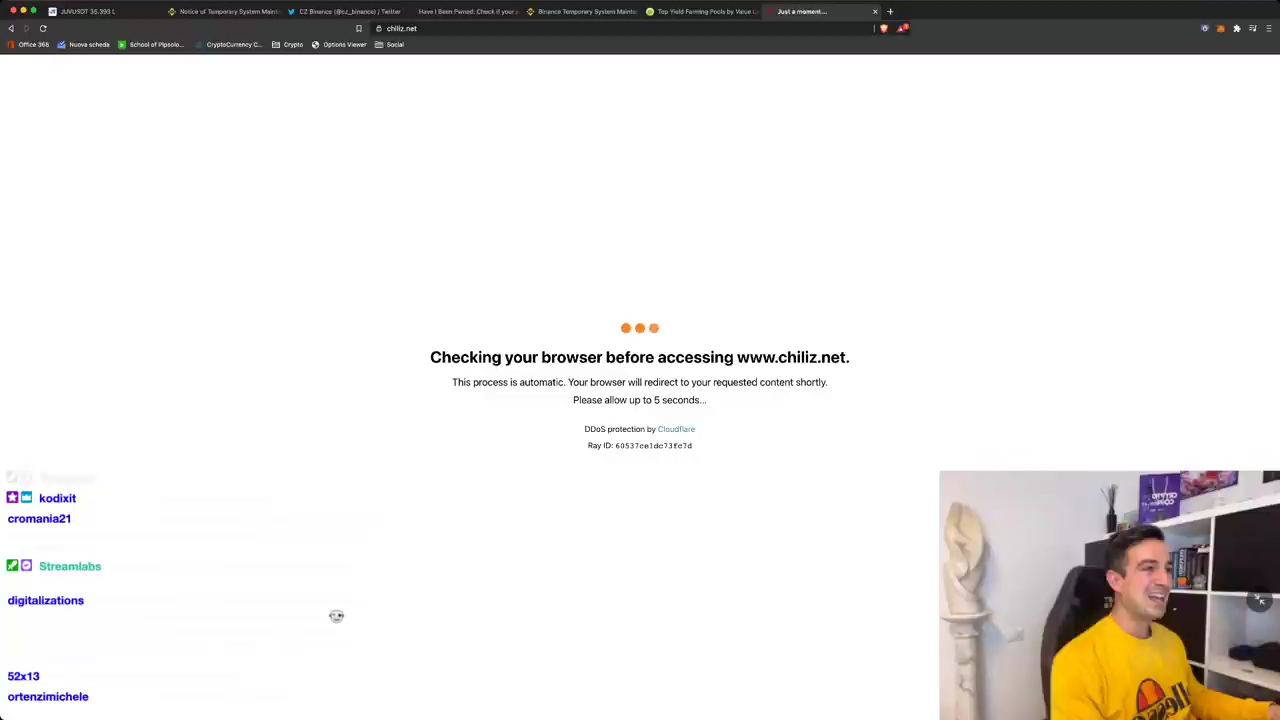 JUVUSDT 35.393
Notice of Temporary System Maint
CZ Binance (@cz_binance) / Twitter
Have I Been Pwned: Check if your
Binance Temporary System Mainte
Top Yield Farming Pools by Value L
Just a moment...
chiliz.net
Office 365
Nuova scheda
School of Pipsolo...
CryptoCurrency C...
Crypto
Options Viewer
Social
Checking your browser before accessing www.chiliz.net.
This process is automatic. Your browser will redirect to your requested content shortly.
Please allow up to 5 seconds...
DDoS protection by Cloudflare
Ray ID: 60537ce1dc73fc7d
kodixit
cromania21
Streamlabs
digitalizations
52x13
ortenzimichele